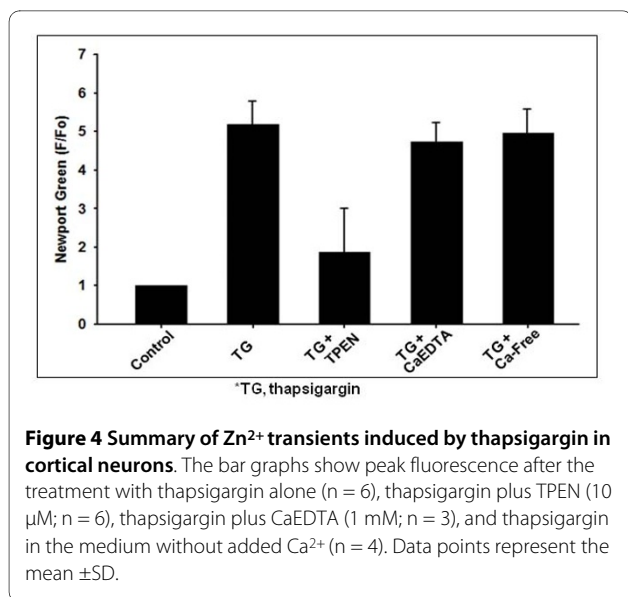 7
6
5
4
3
2
1
0
Newport Green (F/Fo)
Control
TG
TG+
TPEN
TG+
CaEDTA
TG+
Ca-Free
*TG, thapsigargin
Figure 4 Summary of Zn²⁺ transients induced by thapsigargin in
cortical neurons. The bar graphs show peak fluorescence after the
treatment with thapsigargin alone (n = 6), thapsigargin plus TPEN (10
μM; n = 6), thapsigargin plus CaEDTA (1 mM; n = 3), and thapsigargin
in the medium without added Ca²⁺ (n = 4). Data points represent the
mean ±SD.